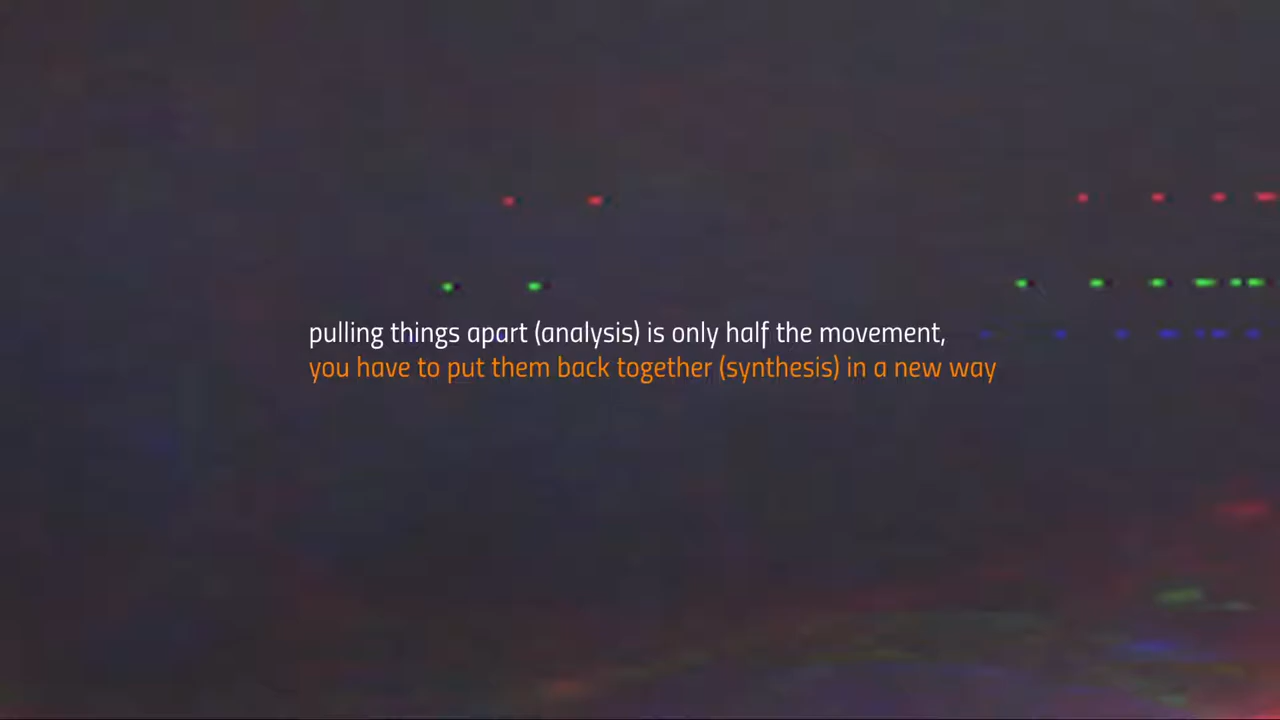 pulling things apart (analysis) is only half the movement,
you have to put them back together (synthesis) in a new way